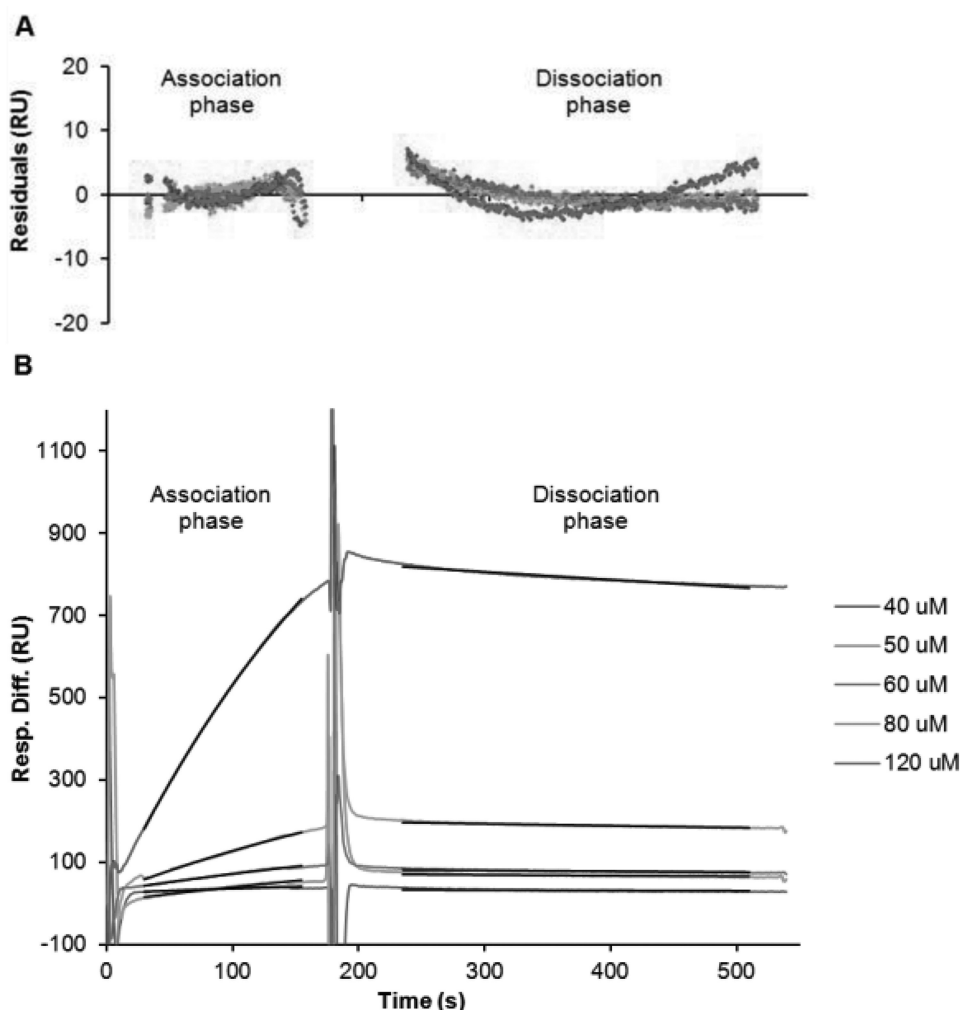 A
Residuals (RU)
20
10
0
-10
-20
Association
phase
Dissociation
phase
B
Resp. Diff. (RU)
1100
900
700
500
300
100
-100
Association
phase
Dissociation
phase
40 uM
50 uM
60 uM
80 uM
120 uM
0
100
200
300
400
500
Time (s)